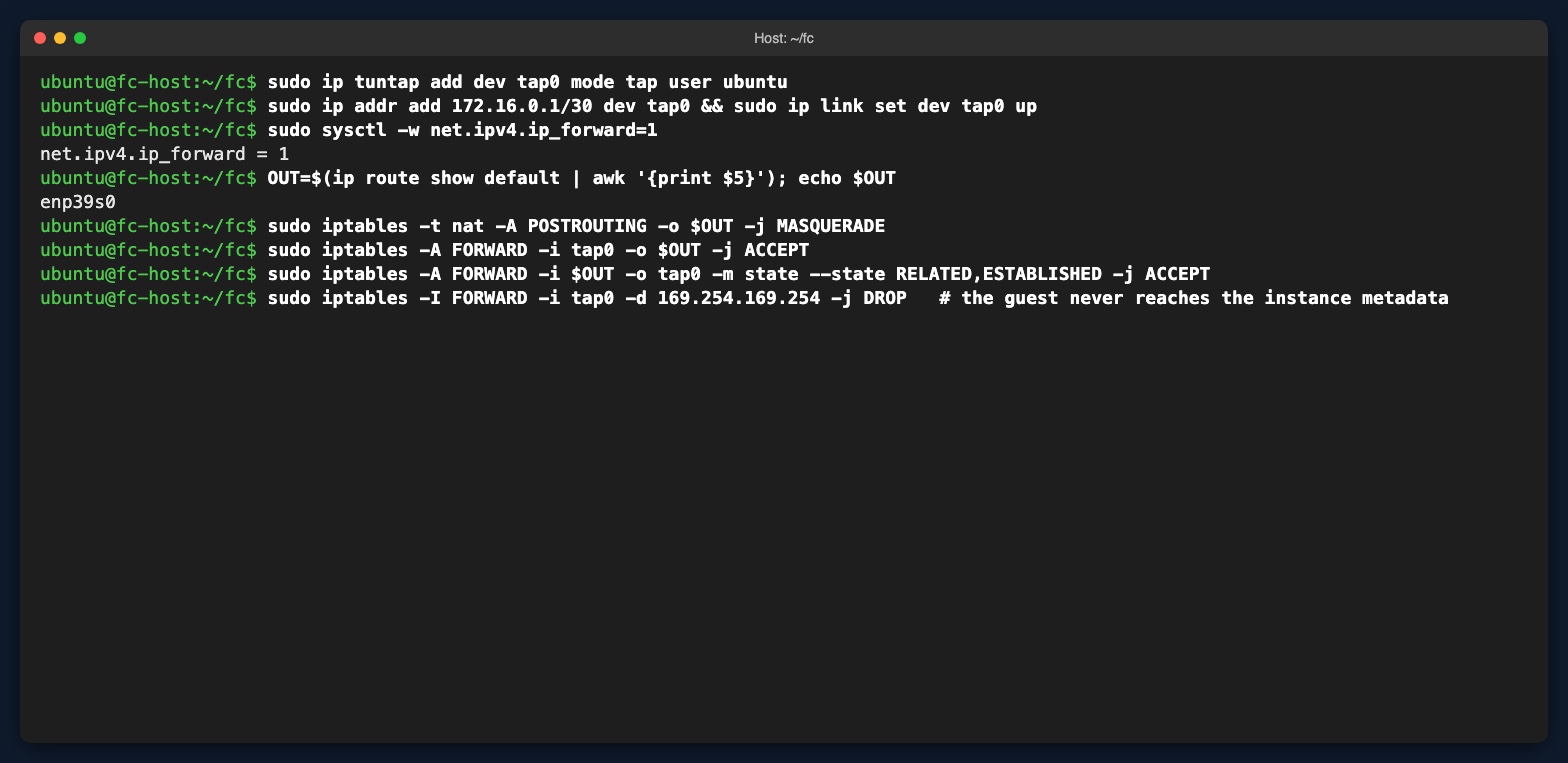 Host: ~/fc
ubuntu@fc-host:~/fc$ sudo ip tuntap add dev tap0 mode tap user ubuntu
ubuntu@fc-host:~/fc$ sudo ip addr add 172.16.0.1/30 dev tap0 && sudo ip link set dev tap0 up
ubuntu@fc-host:~/fc$ sudo sysctl -w net.ipv4.ip_forward=1
net.ipv4.ip_forward = 1
ubuntu@fc-host:~/fc$ OUT=$(ip route show default | awk '{print $5}'); echo $OUT
enp39s0
ubuntu@fc-host:~/fc$ sudo iptables -t nat -A POSTROUTING -o $OUT -j MASQUERADE
ubuntu@fc-host:~/fc$ sudo iptables -A FORWARD -i tap0 -o $OUT -j ACCEPT
ubuntu@fc-host:~/fc$ sudo iptables -A FORWARD -i $OUT -o tap0 -m state --state RELATED,ESTABLISHED -j ACCEPT
ubuntu@fc-host:~/fc$ sudo iptables -I FORWARD -i tap0 -d 169.254.169.254 -j DROP   # the guest never reaches the instance metadata